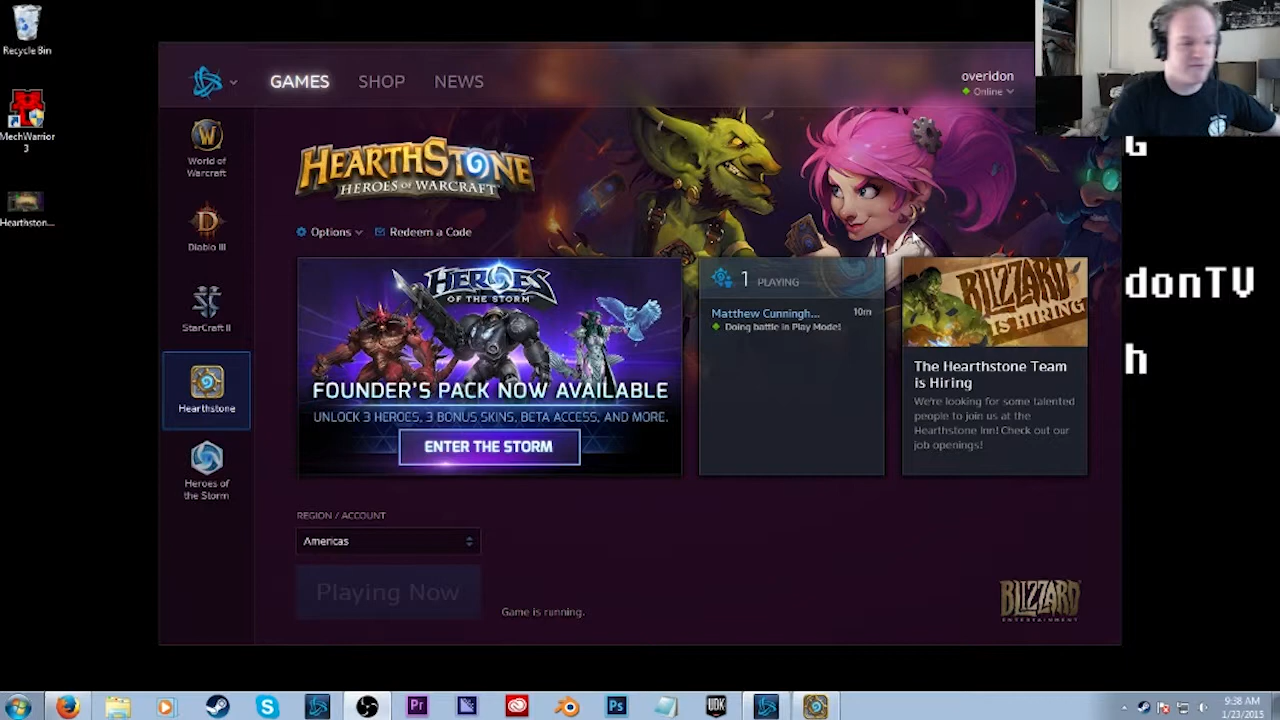 Recycle Bin
MechWarrior
3
Hearthston...
GAMES
SHOP
NEWS
overidon
Online
World of
Warcraft
Diablo III
StarCraft II
Hearthstone
Heroes of
the Storm
HEARTHSTONE
HEROES OF WARCRAFT
Options
Redeem a Code
HEROES
OF THE STORM
FOUNDER'S PACK NOW AVAILABLE
UNLOCK 3 HEROES, 3 BONUS SKINS, BETA ACCESS, AND MORE.
ENTER THE STORM
1 PLAYING
Matthew Cunningh... 10m
Doing battle in Play Mode!
BLIZZARD
IS HIRING
The Hearthstone Team
is Hiring
We're looking for some talented
people to join us at the
Hearthstone Inn! Check out our
job openings!
donTV
h
REGION / ACCOUNT
Americas
Playing Now
Game is running.
BLIZZARD
ENTERTAINMENT
Pr
Ps
UDK
9:38 AM
1/23/2015